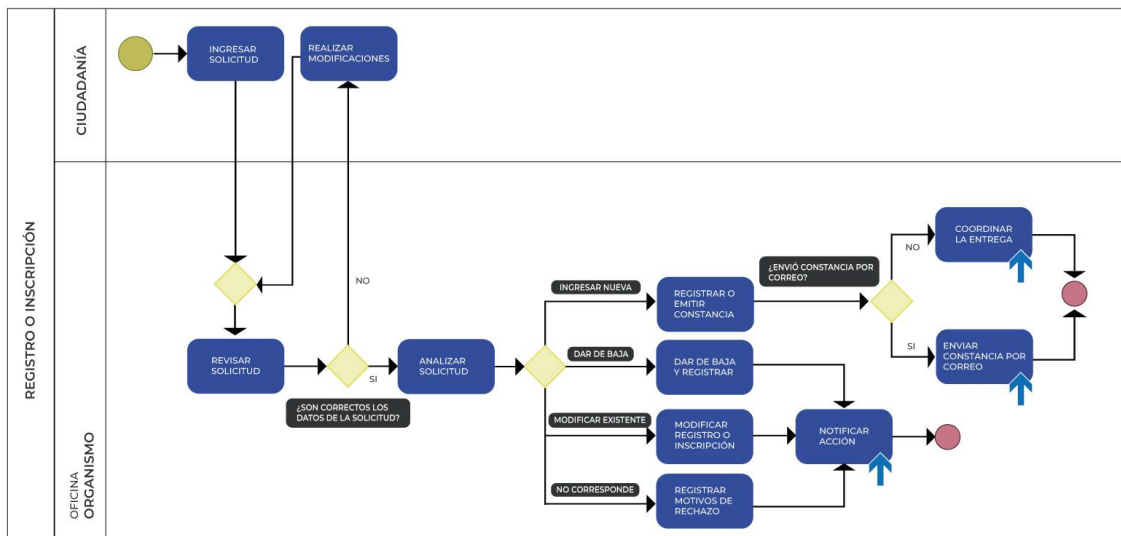 REGISTRO O INSCRIPCIÓN
CIUDADANÍA
INGRESAR
SOLICITUD
REALIZAR
MODIFICACIONES
OFICINA
ORGANISMO
REVISAR
SOLICITUD
NO
SI
¿SON CORRECTOS LOS
DATOS DE LA SOLICITUD?
ANALIZAR
SOLICITUD
INGRESAR NUEVA
REGISTRAR O
EMITIR
CONSTANCIA
¿ENVIÓ CONSTANCIA POR
CORREO?
NO
COORDINAR
LA ENTREGA
SI
ENVIAR
CONSTANCIA POR
CORREO
DAR DE BAJA
DAR DE BAJA
Y REGISTRAR
MODIFICAR EXISTENTE
MODIFICAR
REGISTRO O
INSCRIPCIÓN
NOTIFICAR
ACCIÓN
NO CORRESPONDE
REGISTRAR
MOTIVOS DE
RECHAZO